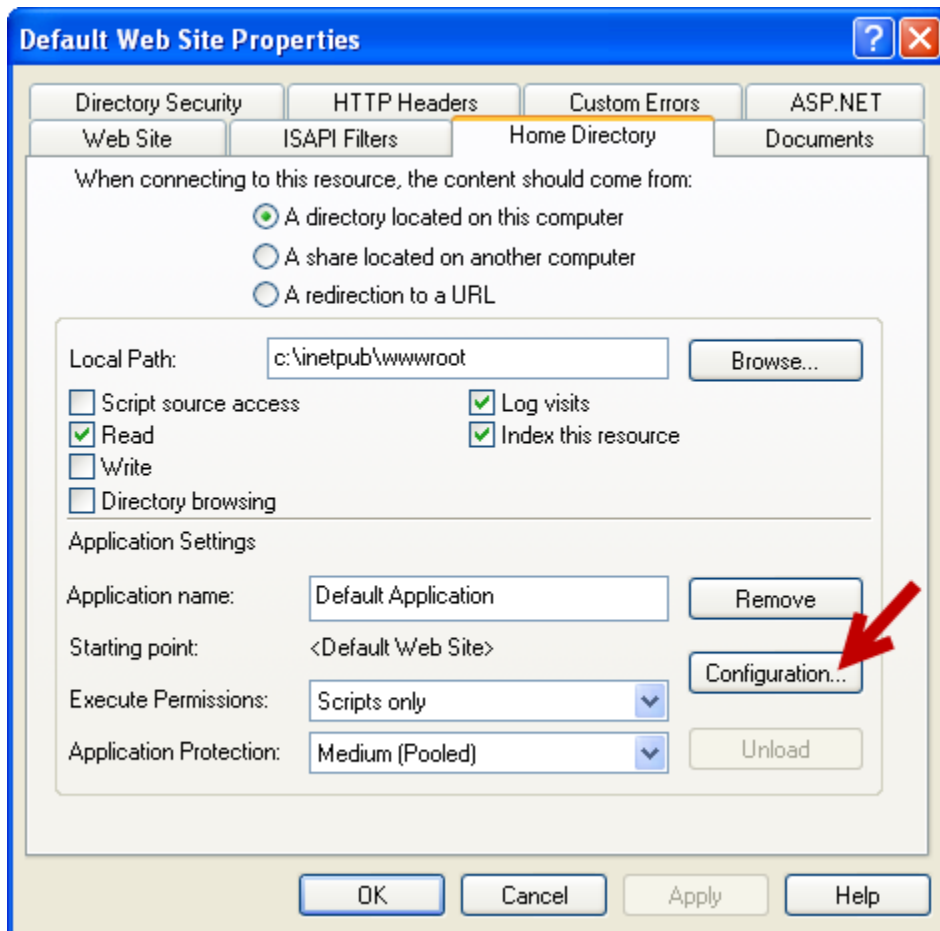 Default Web Site Properties
Directory Security HTTP Headers Custom Errors ASP.NET
Web Site ISAPI Filters Home Directory Documents
When connecting to this resource, the content should come from:
A directory located on this computer
A share located on another computer
A redirection to a URL
Local Path: c:\inetpub\wwwroot Browse...
Script source access Log visits
Read Index this resource
Write
Directory browsing
Application Settings
Application name: Default Application Remove
Starting point: <Default Web Site>
Configuration...
Execute Permissions: Scripts only
Application Protection: Medium (Pooled) Unload
OK Cancel Apply Help